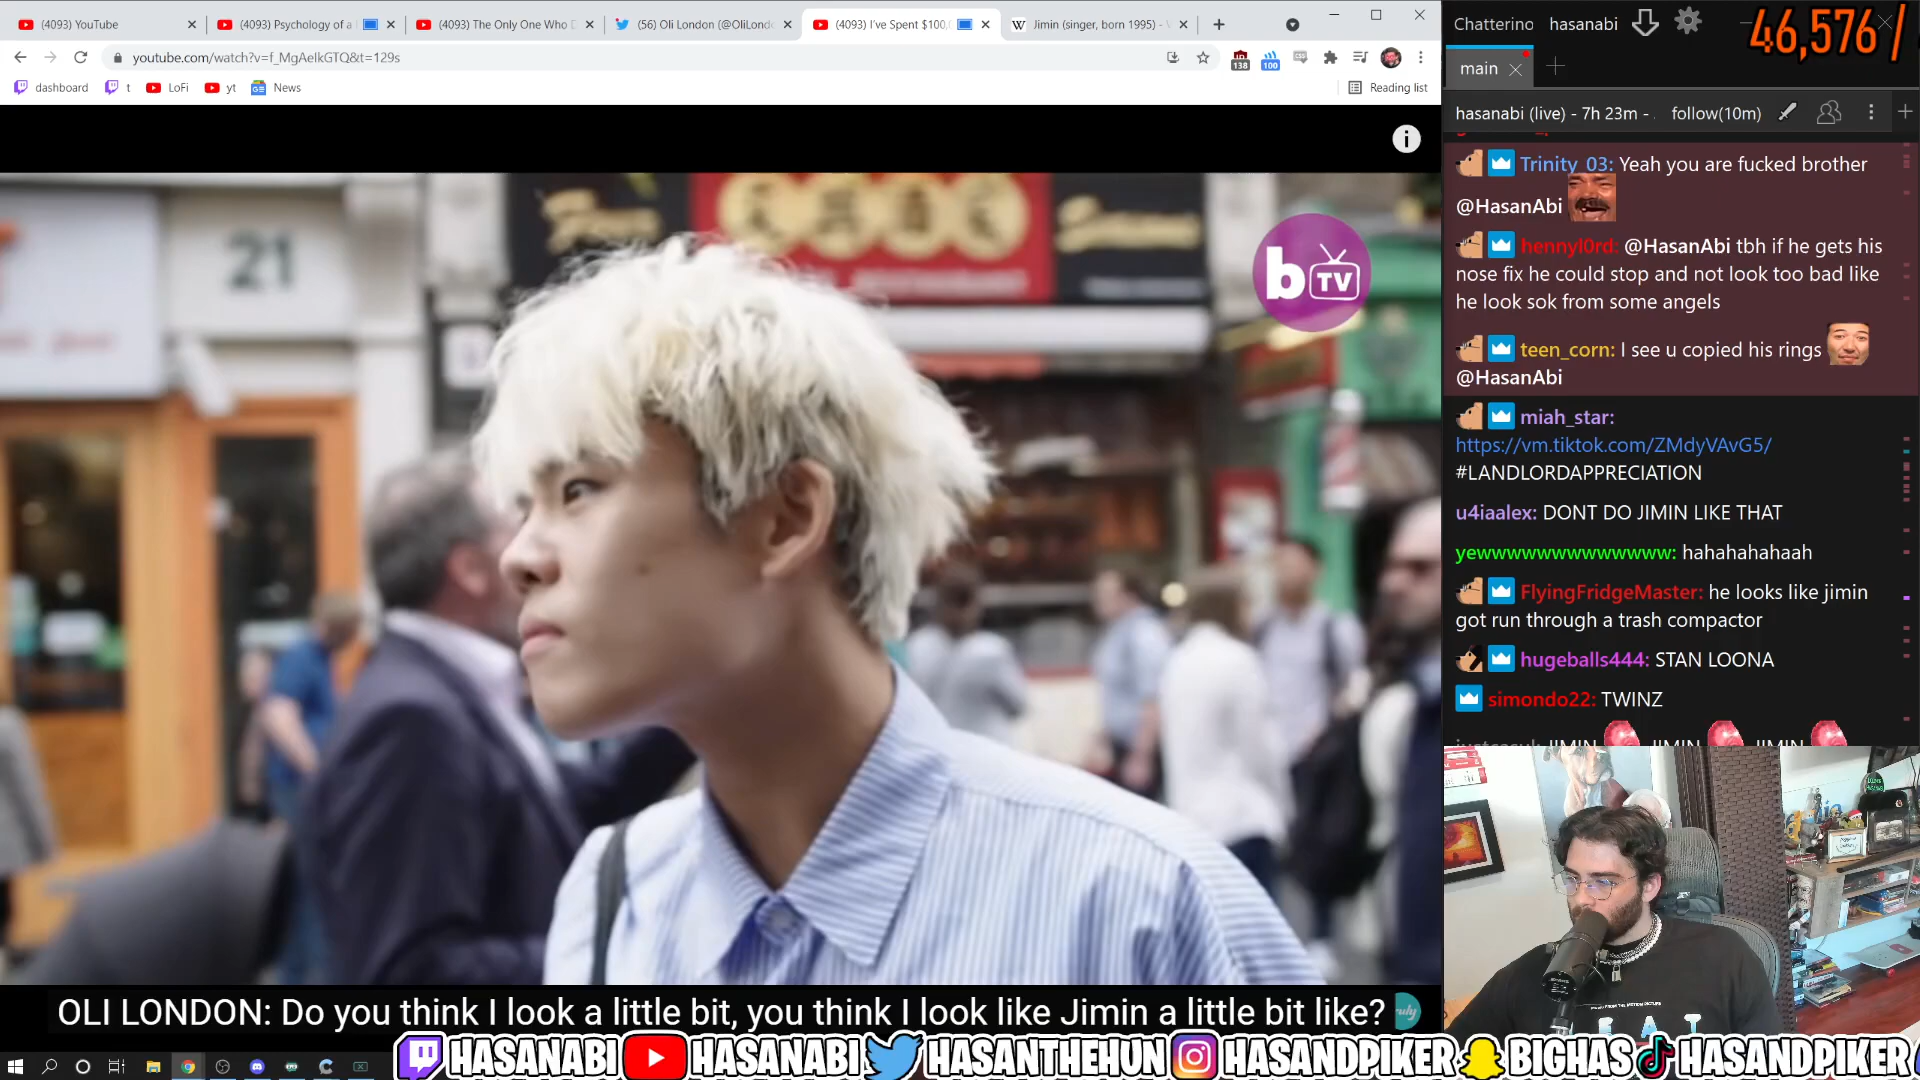 (4093) YouTube
(4093) Psychology of a
(4093) The Only One Who D
(56) Oli London (@OliLond
(4093) I've Spent $100,
Jimin (singer, born 1995) -
youtube.com/watch?v=f_MgAelkGTQ&t=129s
138
100
dashboard
t
LoFi
yt
News
Reading list
21
b TV
OLI LONDON: Do you think I look a little bit, you think I look like Jimin a little bit like?
Chatterino
hasanabi
46,576 /
main
hasanabi (live) - 7h 23m -
follow(10m)
Trinity_03: Yeah you are fucked brother
@HasanAbi
hennyl0rd: @HasanAbi tbh if he gets his
nose fix he could stop and not look too bad like
he look sok from some angels
teen_corn: I see u copied his rings
@HasanAbi
miah_star:
https://vm.tiktok.com/ZMdyVAvG5/
#LANDLORDAPPRECIATION
u4iaalex: DONT DO JIMIN LIKE THAT
yewwwwwwwwwwwww: hahahahahaah
FlyingFridgeMaster: he looks like jimin
got run through a trash compactor
hugeballs444: STAN LOONA
simondo22: TWINZ
JIMIN JIMIN JIMIN
EAT
HASANABI
HASANABI
HASANTHEHUN
HASANDPIKER
BIGHAS
HASANDPIKER